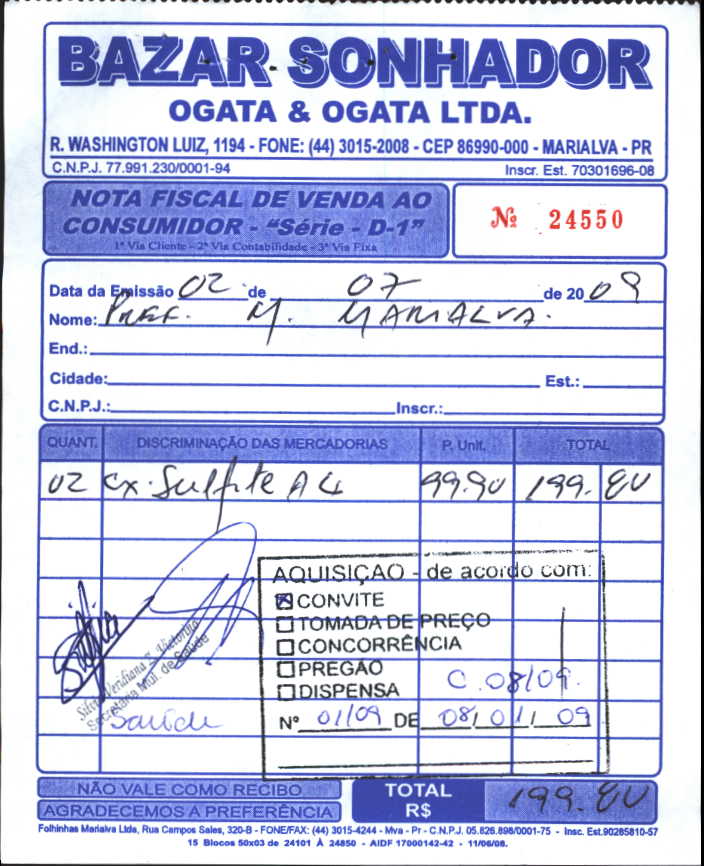 BAZAR SONHADOR
OGATA & OGATA LTDA.
R. WASHINGTON LUIZ, 1194 - FONE: (44) 3015-2008 - CEP 86990-000 - MARIALVA - PR
C.N.P.J. 77.991.230/0001-94 Inscr. Est. 70301696-08
NOTA FISCAL DE VENDA AO
CONSUMIDOR - "Série - D-1"
1ª Via Cliente - 2ª Via Contabilidade - 3ª Via Fixa
Nº 24550
Data da Emissão 02 de 07 de 2009
Nome: PREF. M. MARIALVA.
End.:
Cidade: Est.:
C.N.P.J.: Inscr.:
QUANT. DISCRIMINAÇÃO DAS MERCADORIAS P. Unit. TOTAL
02 CX. Sulfite A4 99.90 199.80
AQUISIÇÃO - de acordo com:
CONVITE
TOMADA DE PREÇO
CONCORRÊNCIA
PREGÃO
DISPENSA
C.08/09.
Nº 01/09 DE 08/01/09
Secretária Mul. de Saúde
Saúde
NÃO VALE COMO RECIBO
AGRADECEMOS A PREFERÊNCIA
TOTAL
R$ 199.80
Folhinhas Marialva Ltda, Rua Campos Sales, 320-B - FONE/FAX: (44) 3015-4244 - Mva - Pr - C.N.P.J. 05.826.898/0001-75 - Insc. Est.90285810-57
15 Blocos 50x03 de 24101 À 24850 - AIDF 17000142-42 - 11/06/08.